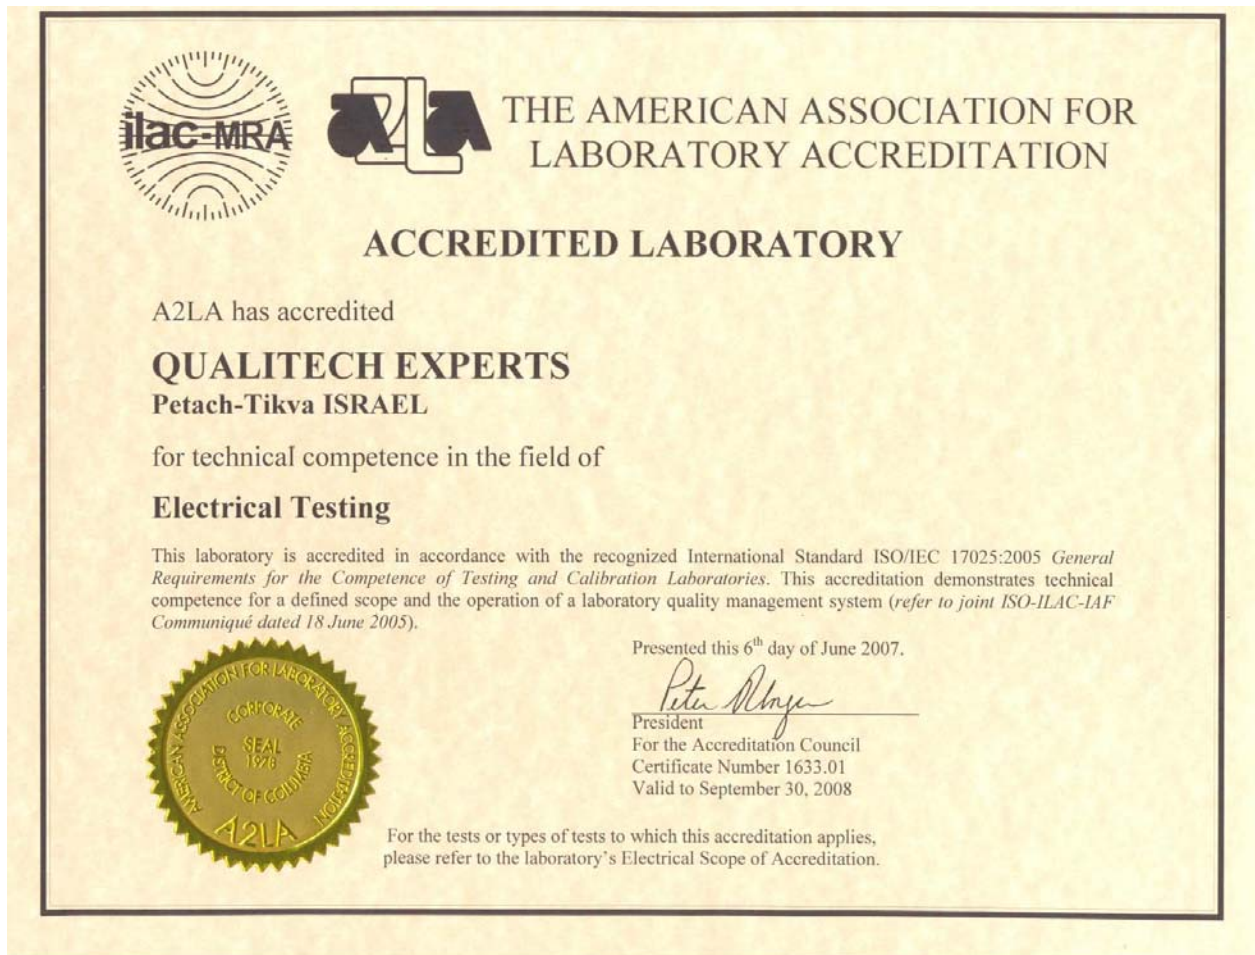 ilac-MRA
a2La
THE AMERICAN ASSOCIATION FOR
LABORATORY ACCREDITATION
ACCREDITED LABORATORY
A2LA has accredited
QUALITECH EXPERTS
Petach-Tikva ISRAEL
for technical competence in the field of
Electrical Testing
This laboratory is accredited in accordance with the recognized International Standard ISO/IEC 17025:2005 General
Requirements for the Competence of Testing and Calibration Laboratories. This accreditation demonstrates technical
competence for a defined scope and the operation of a laboratory quality management system (refer to joint ISO-ILAC-IAF
Communiqué dated 18 June 2005).
Presented this 6th day of June 2007.
Peter
President
For the Accreditation Council
Certificate Number 1633.01
Valid to September 30, 2008
AMERICAN ASSOCIATION FOR LABORATORY ACCREDITATION
CORPORATE
SEAL
1978
DISTRICT OF COLUMBIA
A2LA
For the tests or types of tests to which this accreditation applies,
please refer to the laboratory's Electrical Scope of Accreditation.